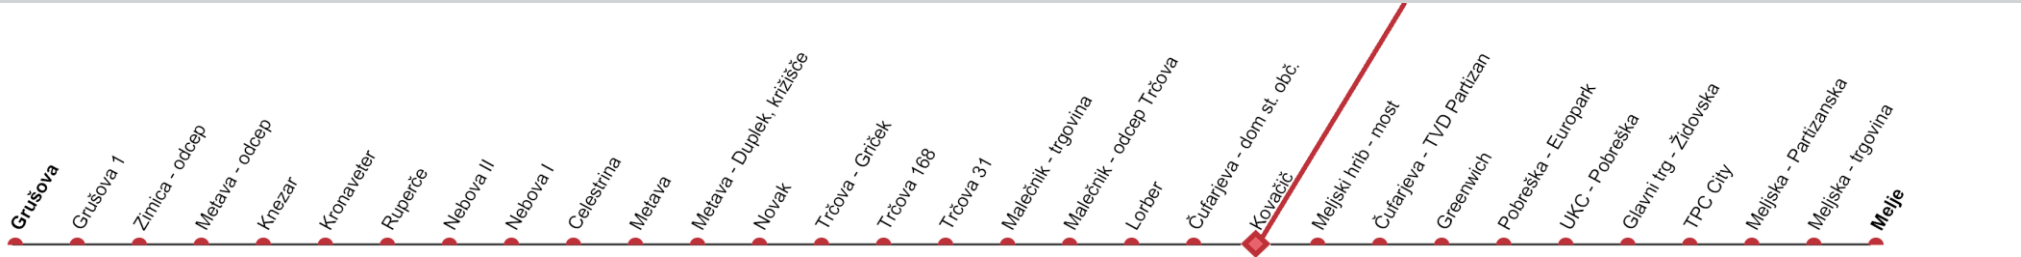 Grušova
Grušova 1
Zimica - odcep
Metava - odcep
Knezar
Kronaveter
Ruperče
Nebova II
Nebova I
Celestrina
Metava
Metava - Duplek, križišče
Novak
Trčova - Griček
Trčova 168
Trčova 31
Malečnik - trgovina
Malečnik - odcep Trčova
Lorber
Čufarjeva - dom st. obč.
Kovačič
Meljski hrib - most
Čufarjeva - TVD Partizan
Greenwich
Pobreška - Europark
UKC - Pobreška
Glavni trg - Židovska
TPC City
Meljska - Partizanska
Meljska - trgovina
Melje